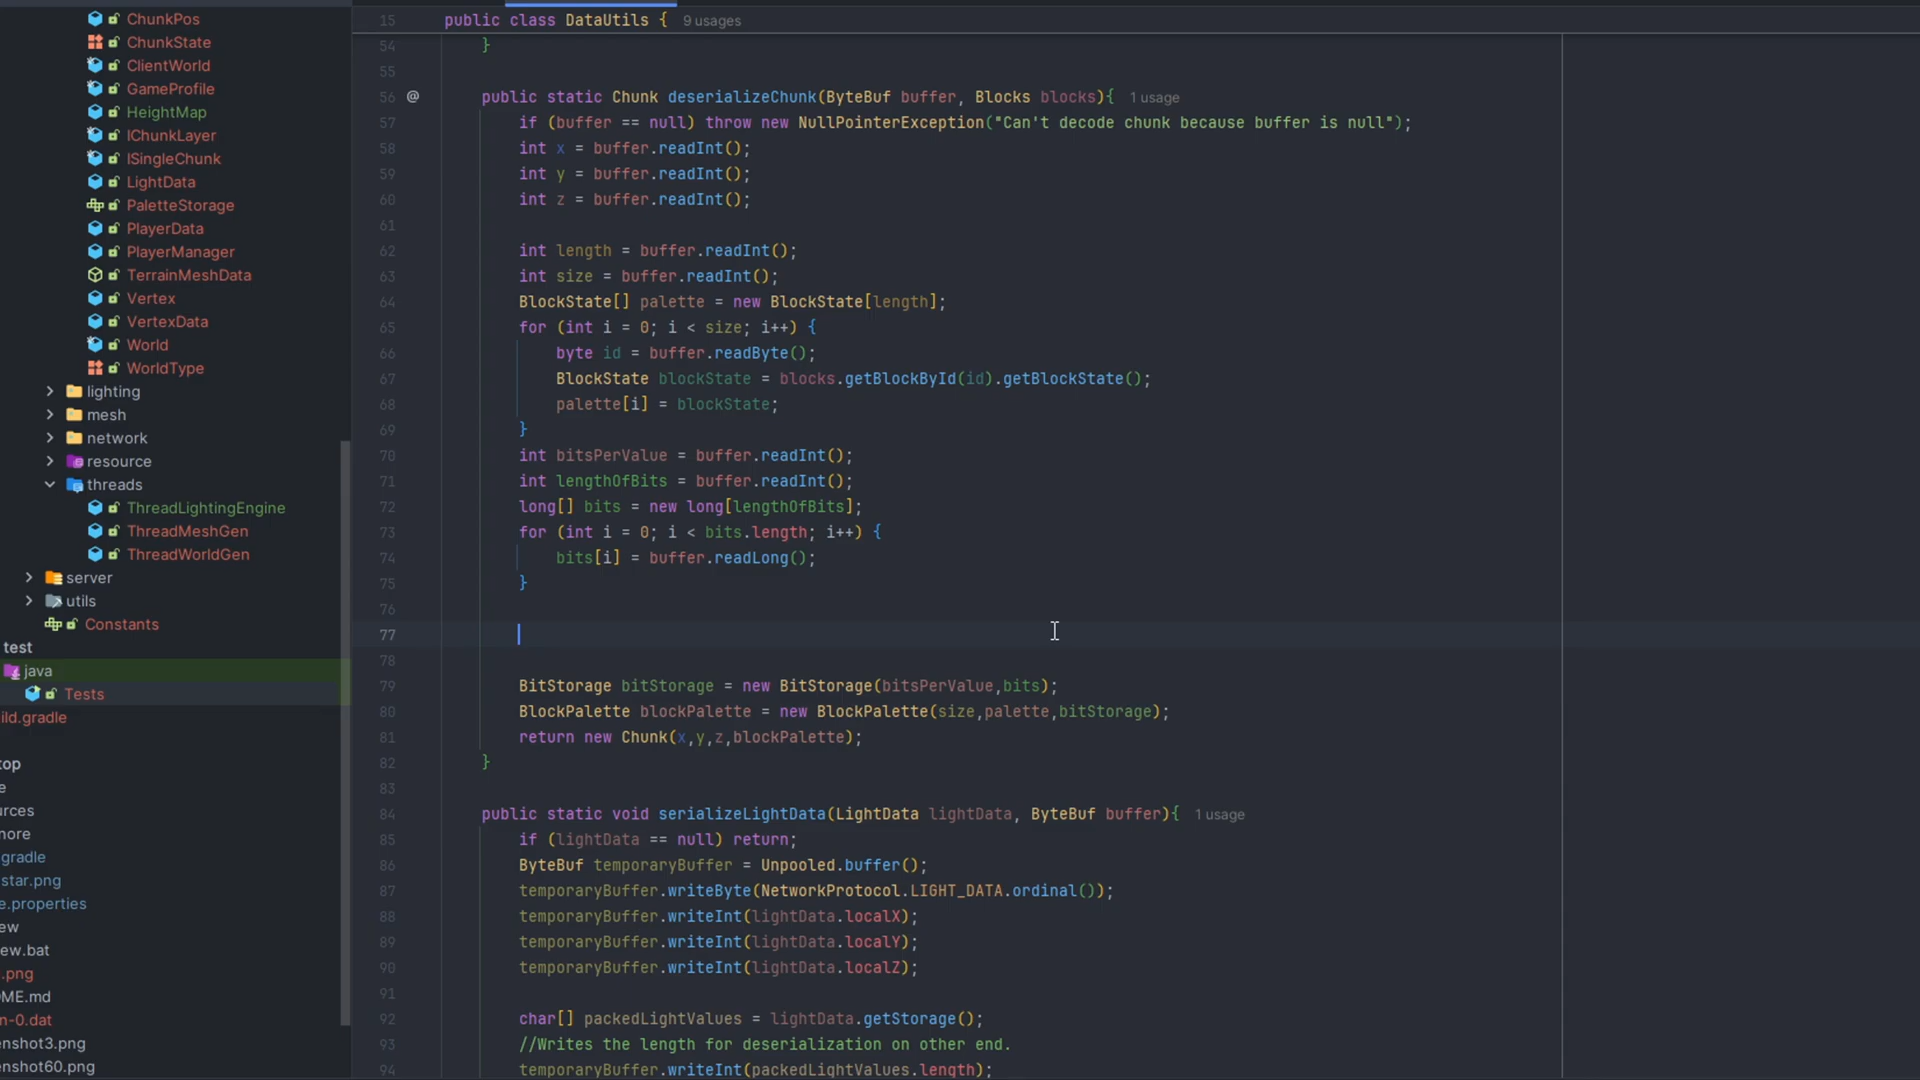 ChunkPos
ChunkState
ClientWorld
GameProfile
HeightMap
IChunkLayer
ISingleChunk
LightData
PaletteStorage
PlayerData
PlayerManager
TerrainMeshData
Vertex
VertexData
World
WorldType
lighting
mesh
network
resource
threads
ThreadLightingEngine
ThreadMeshGen
ThreadWorldGen
server
utils
Constants
test
java
Tests
ild.gradle
top
e
urces
nore
gradle
star.png
e.properties
ew
ew.bat
.png
ME.md
n-0.dat
enshot3.png
enshot60.png
15 public class DataUtils { 9 usages
54 }
55
56 @ public static Chunk deserializeChunk(ByteBuf buffer, Blocks blocks){ 1 usage
57 if (buffer == null) throw new NullPointerException("Can't decode chunk because buffer is null");
58 int x = buffer.readInt();
59 int y = buffer.readInt();
60 int z = buffer.readInt();
61
62 int length = buffer.readInt();
63 int size = buffer.readInt();
64 BlockState[] palette = new BlockState[length];
65 for (int i = 0; i < size; i++) {
66 byte id = buffer.readByte();
67 BlockState blockState = blocks.getBlockById(id).getBlockState();
68 palette[i] = blockState;
69 }
70 int bitsPerValue = buffer.readInt();
71 int lengthOfBits = buffer.readInt();
72 long[] bits = new long[lengthOfBits];
73 for (int i = 0; i < bits.length; i++) {
74 bits[i] = buffer.readLong();
75 }
76
77
78
79 BitStorage bitStorage = new BitStorage(bitsPerValue,bits);
80 BlockPalette blockPalette = new BlockPalette(size,palette,bitStorage);
81 return new Chunk(x,y,z,blockPalette);
82 }
83
84 public static void serializeLightData(LightData lightData, ByteBuf buffer){ 1 usage
85 if (lightData == null) return;
86 ByteBuf temporaryBuffer = Unpooled.buffer();
87 temporaryBuffer.writeByte(NetworkProtocol.LIGHT_DATA.ordinal());
88 temporaryBuffer.writeInt(lightData.localX);
89 temporaryBuffer.writeInt(lightData.localY);
90 temporaryBuffer.writeInt(lightData.localZ);
91
92 char[] packedLightValues = lightData.getStorage();
93 //Writes the length for deserialization on other end.
94 temporaryBuffer.writeInt(packedLightValues.length);